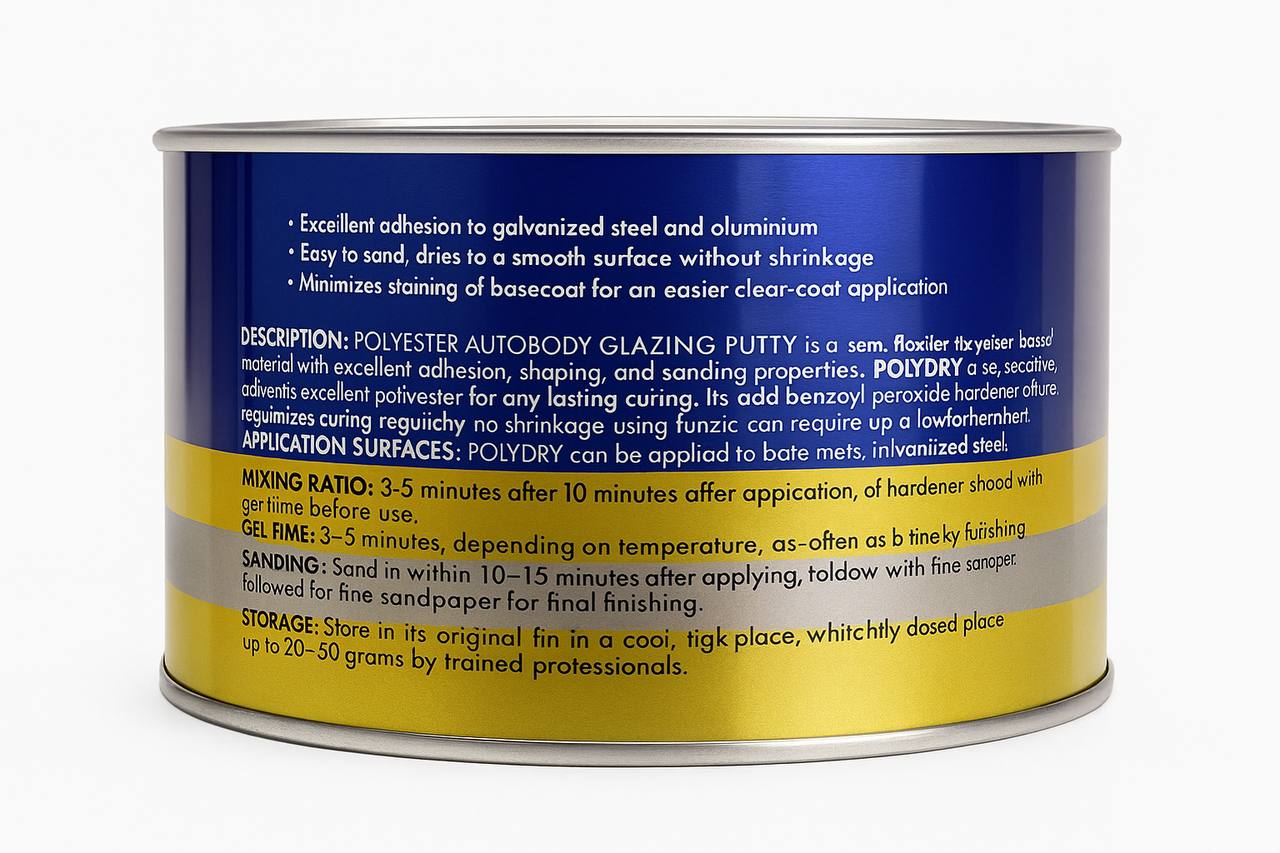 • Exceillent adhesion to galvanized steel and oluminium
• Easy to sand, dries to a smooth surface without shrinkage
• Minimizes staining of basecoat for an easier clear-coat application
DESCRIPTION: POLYESTER AUTOBODY GLAZING PUTTY is a sem. floxiler tlxyeiser bassd
material with excellent adhesion, shaping, and sanding properties. POLYDRY a se, secative,
adiventis excellent potivester for any lasting curing. Its add benzoyl peroxide hardener ofture.
reguimizes curing reguiichy no shrinkage using funzic can require up a lowforhernhert.
APPLICATION SURFACES: POLYDRY can be appliad to bate mets, inlvaniized steel:
MIXING RATIO: 3-5 minutes after 10 minutes affer appication, of hardener shood with
ger tiime before use.
GEL FIME: 3–5 minutes, depending on temperature, as-often as b tineky furishing
SANDING: Sand in within 10–15 minutes after applying, toldow with fine sanoper.
followed for fine sandpaper for final finishing.
STORAGE: Store in its original fin in a cooi, tigk place, whitchtly dosed place
up to 20–50 grams by trained professionals.